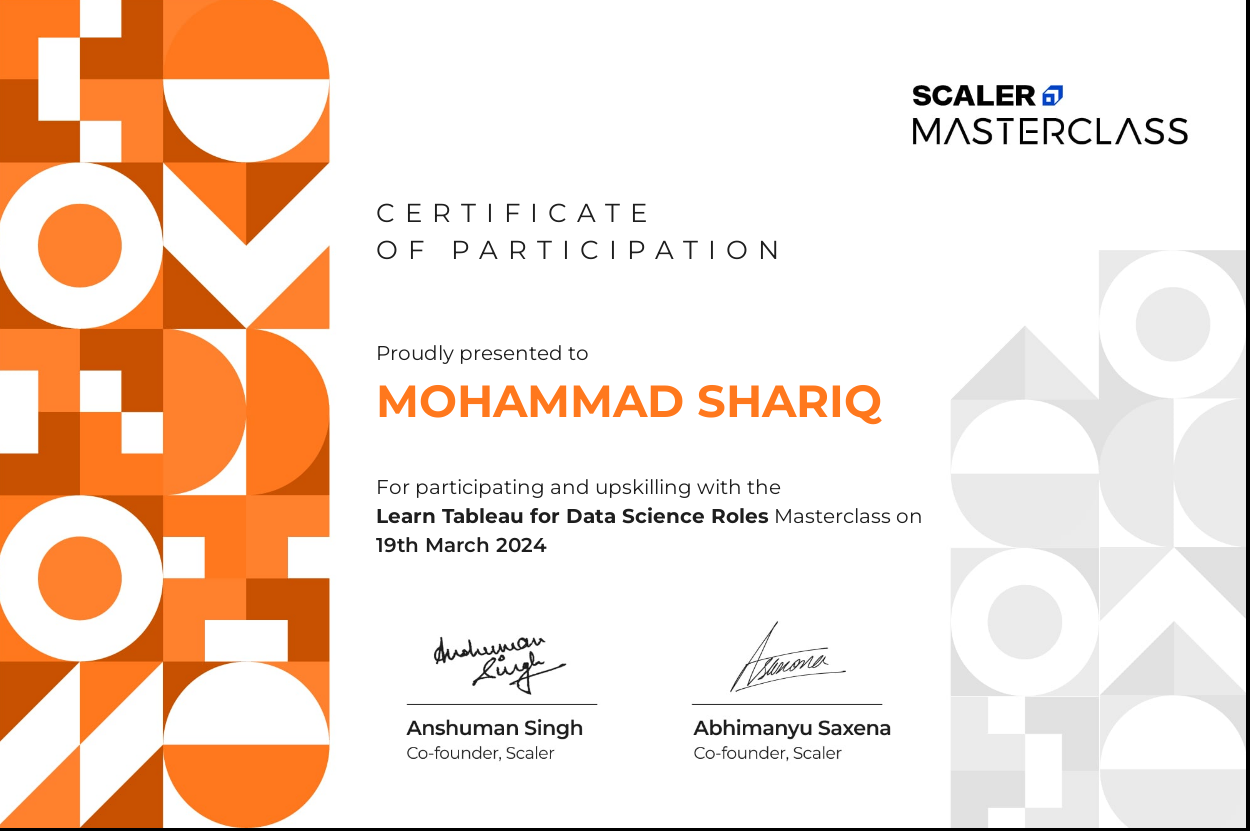 SCALER
MASTERCLASS
CERTIFICATE
OF PARTICIPATION
Proudly presented to
MOHAMMAD SHARIQ
For participating and upskilling with the
Learn Tableau for Data Science Roles Masterclass on
19th March 2024
Anshuman
Singh
Asaxena
Anshuman Singh
Co-founder, Scaler
Abhimanyu Saxena
Co-founder, Scaler